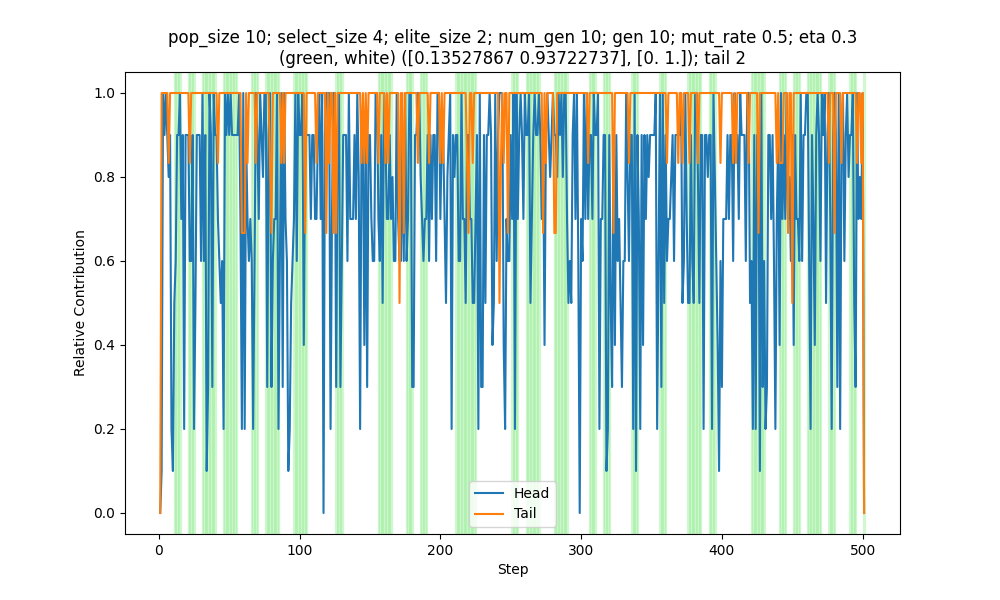 pop_size 10; select_size 4; elite_size 2; num_gen 10; gen 10; mut_rate 0.5; eta 0.3
(green, white) ([0.13527867 0.93722737], [0. 1.]); tail 2
1.0
0.8
0.6
0.4
0.2
0.0
Relative Contribution
Head
Tail
0
100
200
300
400
500
Step